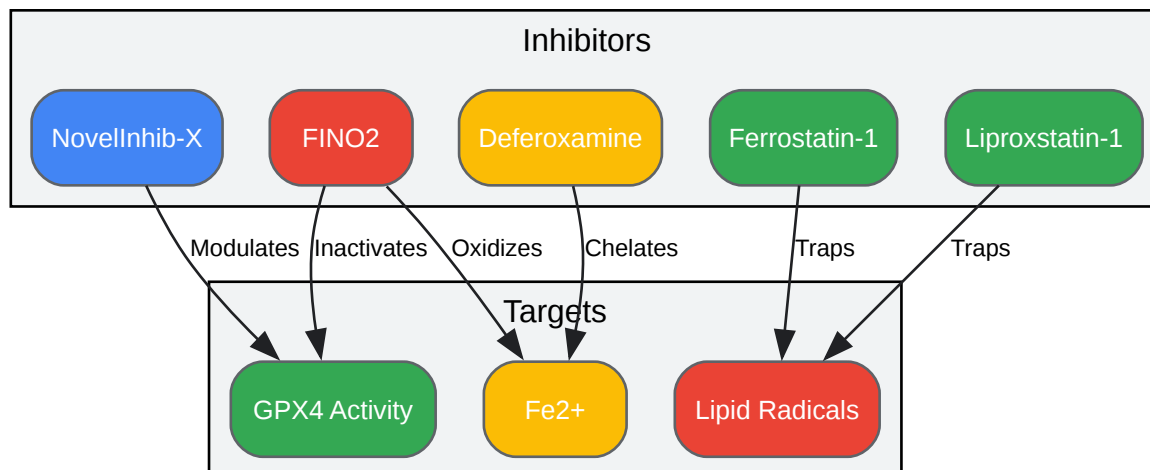 Inhibitors
NovelInhib-X
FINO2
Deferoxamine
Ferrostatin-1
Liproxstatin-1
Modulates
Inactivates
Oxidizes
Chelates
Traps
Traps
Targets
GPX4 Activity
Fe2+
Lipid Radicals